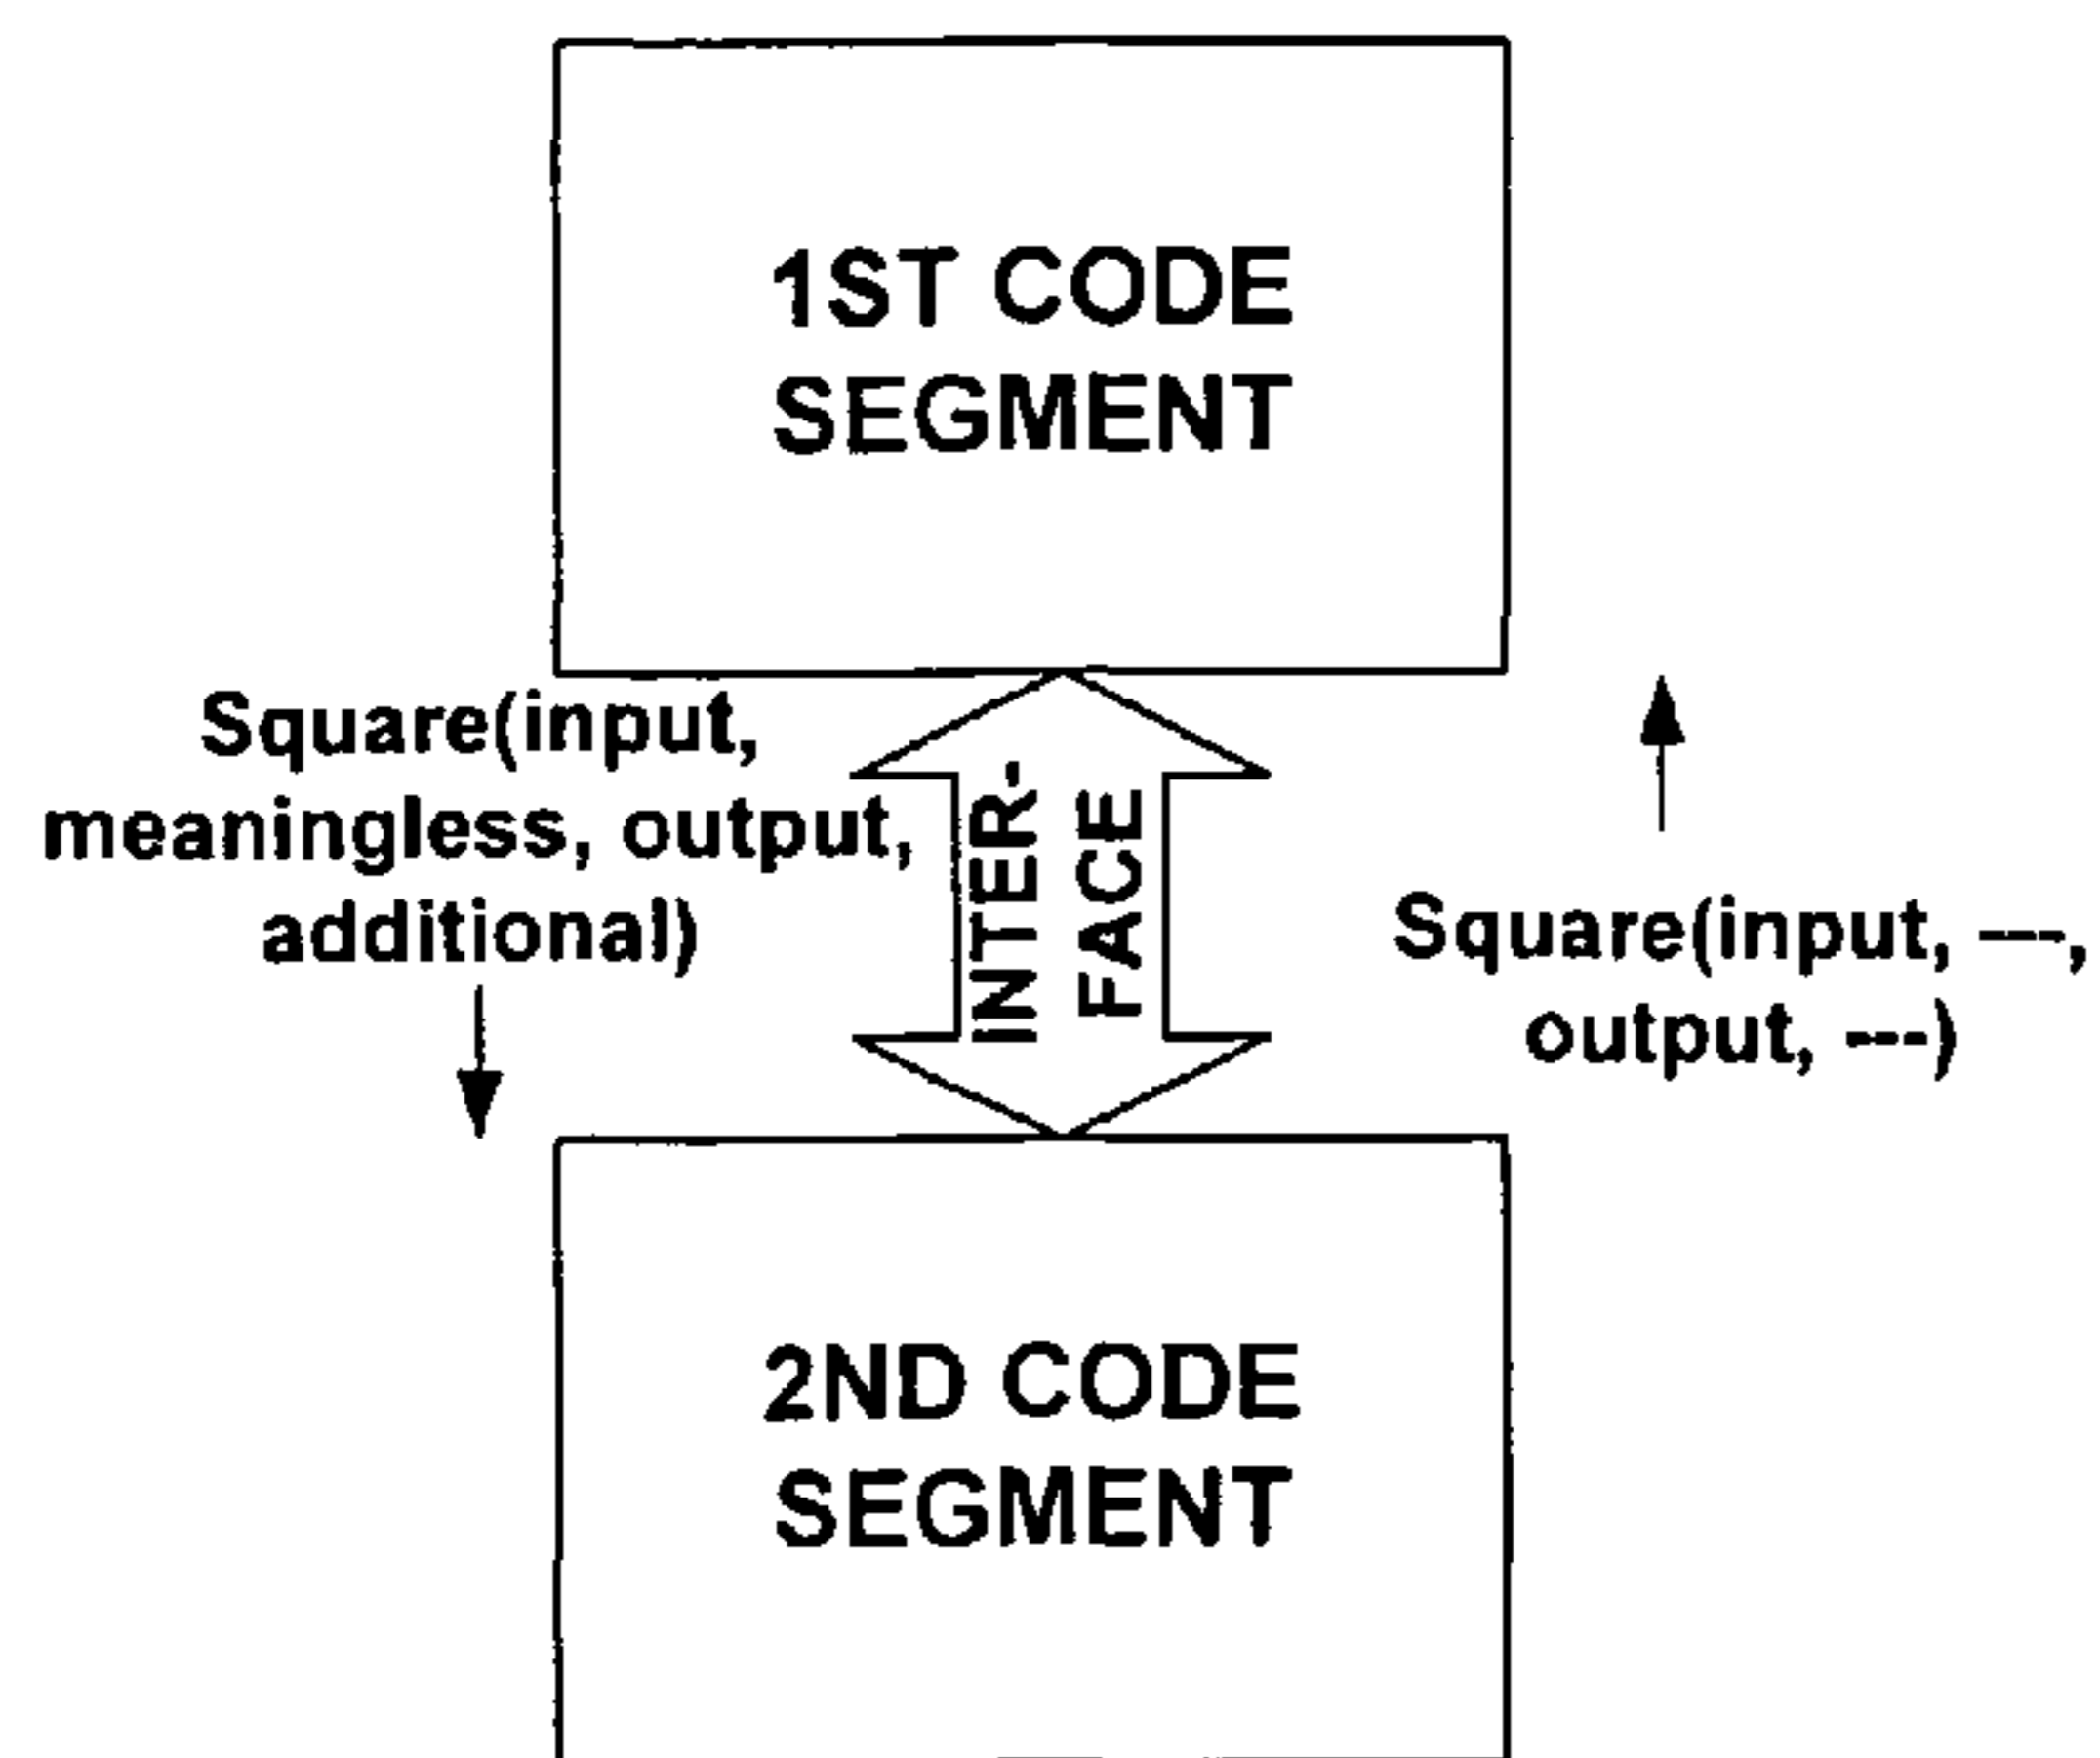 1ST CODE
SEGMENT
Square(input,
meaningless, output,
additional)
INTER-
FACE
Square(input, ---,
output, ---)
2ND CODE
SEGMENT